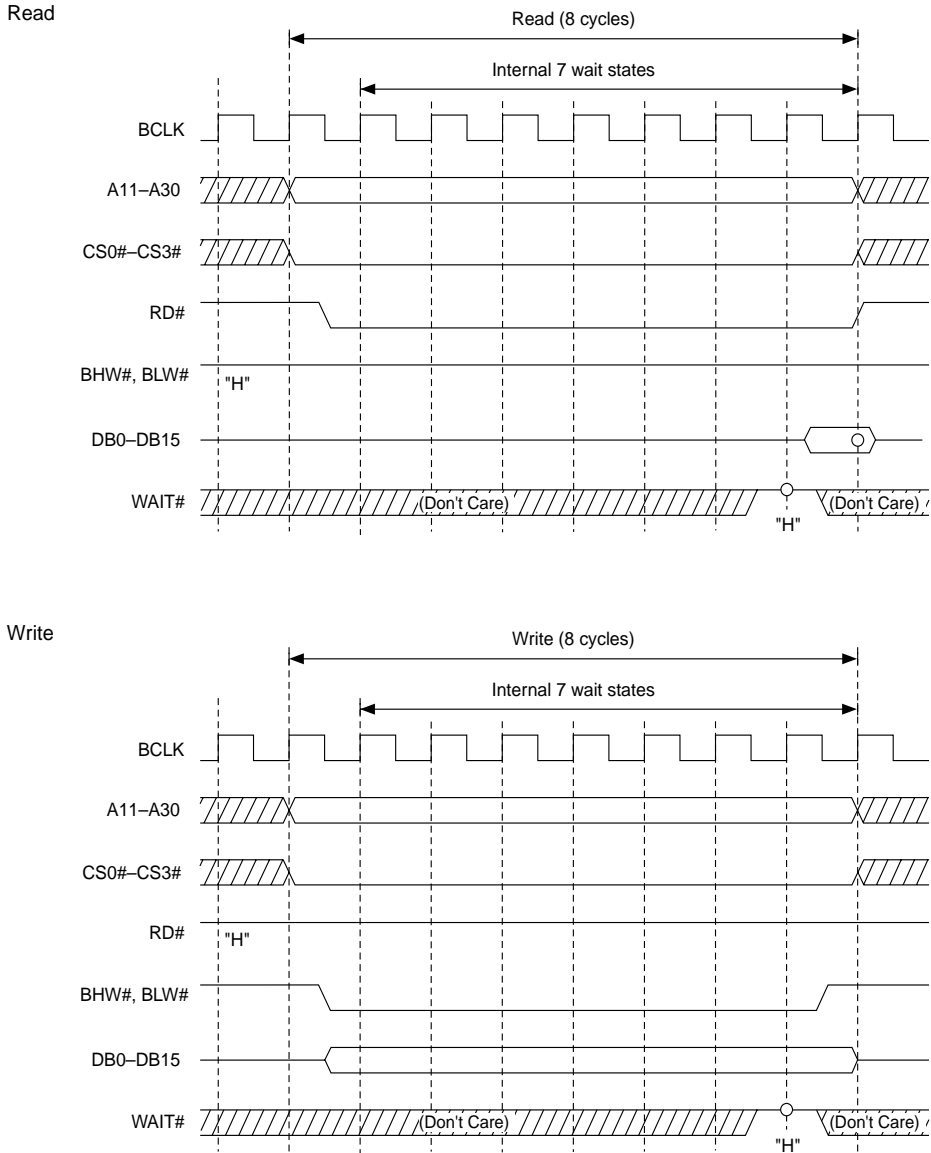 Read
Read (8 cycles)
Internal 7 wait states
BCLK
A11–A30
CS0#–CS3#
RD#
BHW#, BLW#
"H"
DB0–DB15
WAIT#
(Don't Care)
(Don't Care)
"H"
Write
Write (8 cycles)
Internal 7 wait states
BCLK
A11–A30
CS0#–CS3#
RD#
"H"
BHW#, BLW#
DB0–DB15
WAIT#
(Don't Care)
(Don't Care)
"H"